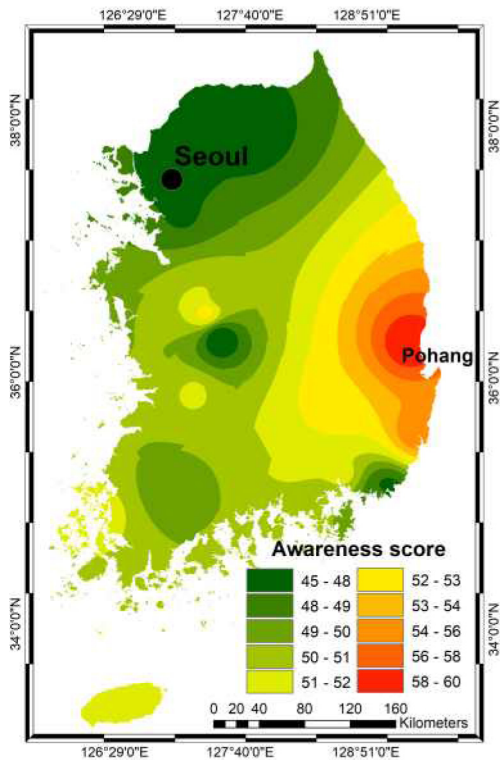 126°29'0"E 127°40'0"E 128°51'0"E
38°0'0"N
38°0'0"N
Seoul
Pohang
36°0'0"N
36°0'0"N
Awareness score
45 - 48 52 - 53
48 - 49 53 - 54
49 - 50 54 - 56
50 - 51 56 - 58
51 - 52 58 - 60
34°0'0"N
34°0'0"N
0 20 40 80 120 160
Kilometers
126°29'0"E 127°40'0"E 128°51'0"E